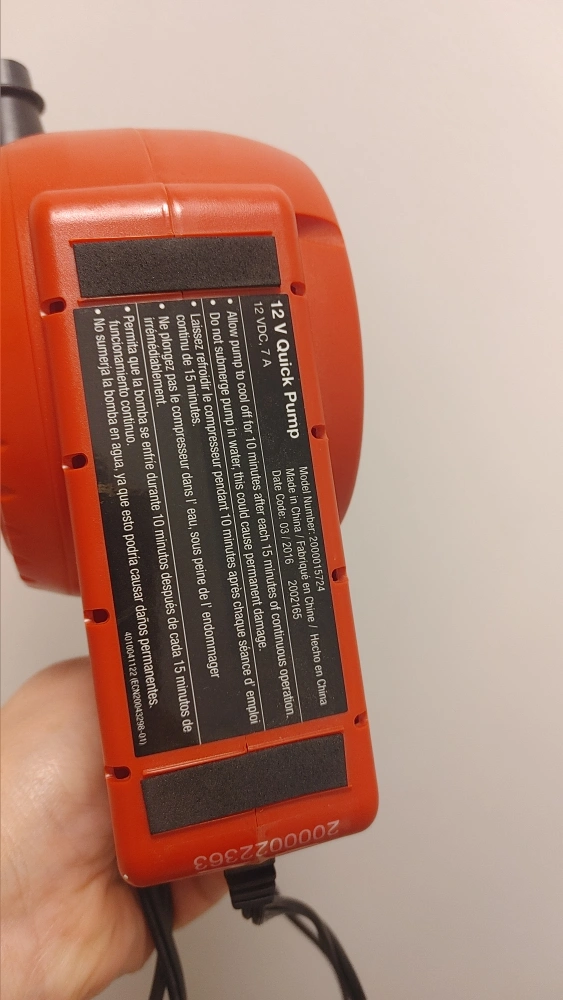 12 V Quick Pump
12 VDC, 7 A
Model Number: 2000015724
Made in China / Fabriqué en Chine / Hecho en China
Date Code: 03 / 2016 2002165
• Allow pump to cool off for 10 minutes after each 15 minutes of continuous operation.
• Do not submerge pump in water, this could cause permanent damage.
• Laissez refroidir le compresseur pendant 10 minutes après chaque séance d' emploi
continu de 15 minutes.
• Ne plongez pas le compresseur dans l' eau, sous peine de l' endommager
irrémédiablement.
• Permita que la bomba se enfríe durante 10 minutos después de cada 15 minutos de
funcionamiento continuo.
• No sumerja la bomba en agua, ya que esto podría causar daños permanentes.
4010041122 (ECN20043298-01)
2000022363